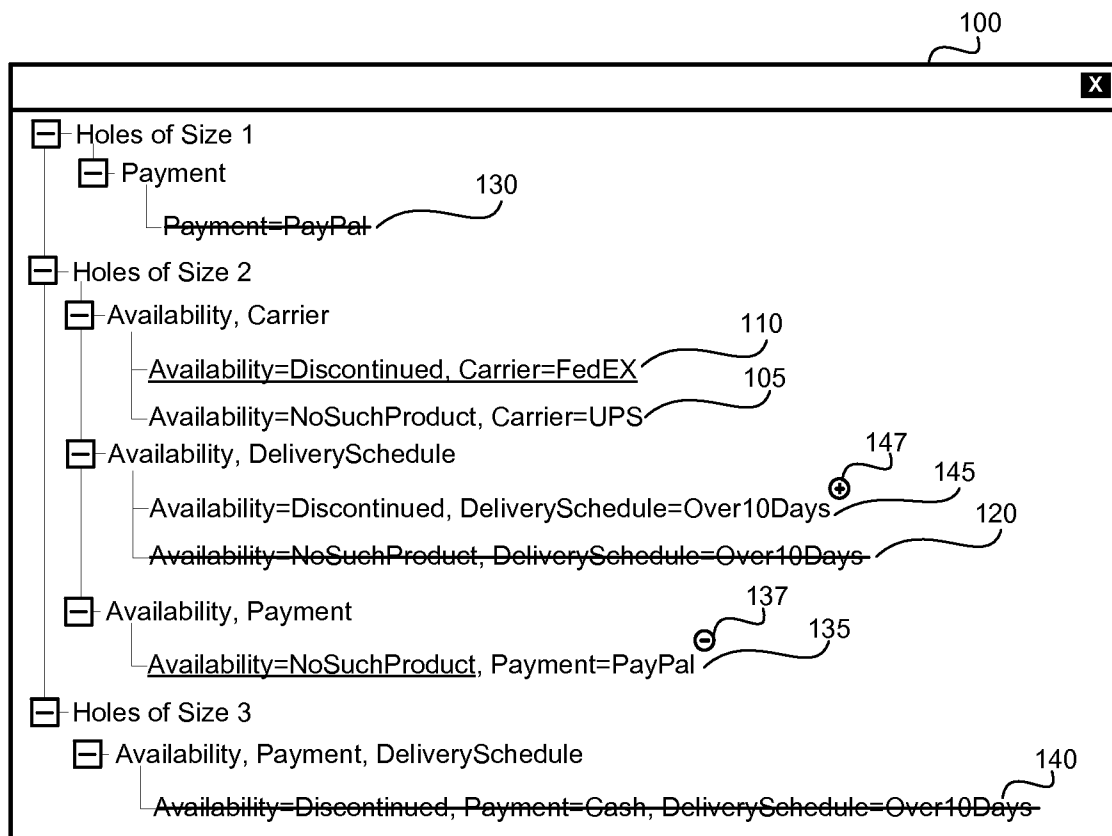 100
X
Holes of Size 1
Payment
130
Payment=PayPal
Holes of Size 2
Availability, Carrier
110
Availability=Discontinued, Carrier=FedEX
105
Availability=NoSuchProduct, Carrier=UPS
Availability, DeliverySchedule
147
145
Availability=Discontinued, DeliverySchedule=Over10Days
120
Availability=NoSuchProduct, DeliverySchedule=Over10Days
137
Availability, Payment
135
Availability=NoSuchProduct, Payment=PayPal
Holes of Size 3
Availability, Payment, DeliverySchedule
140
Availability=Discontinued, Payment=Cash, DeliverySchedule=Over10Days